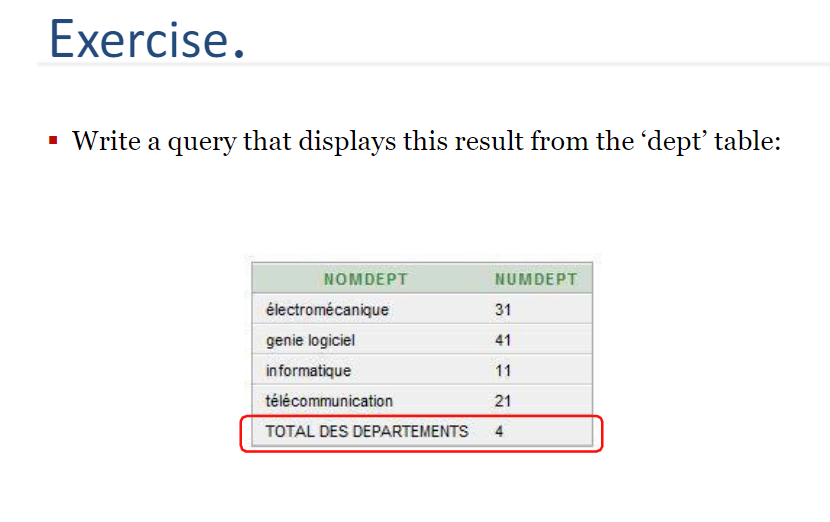 Exercise.
▪ Write a query that displays this result from the ‘dept’ table:
NOMDEPT NUMDEPT
électromécanique 31
genie logiciel 41
informatique 11
télécommunication 21
TOTAL DES DEPARTEMENTS 4